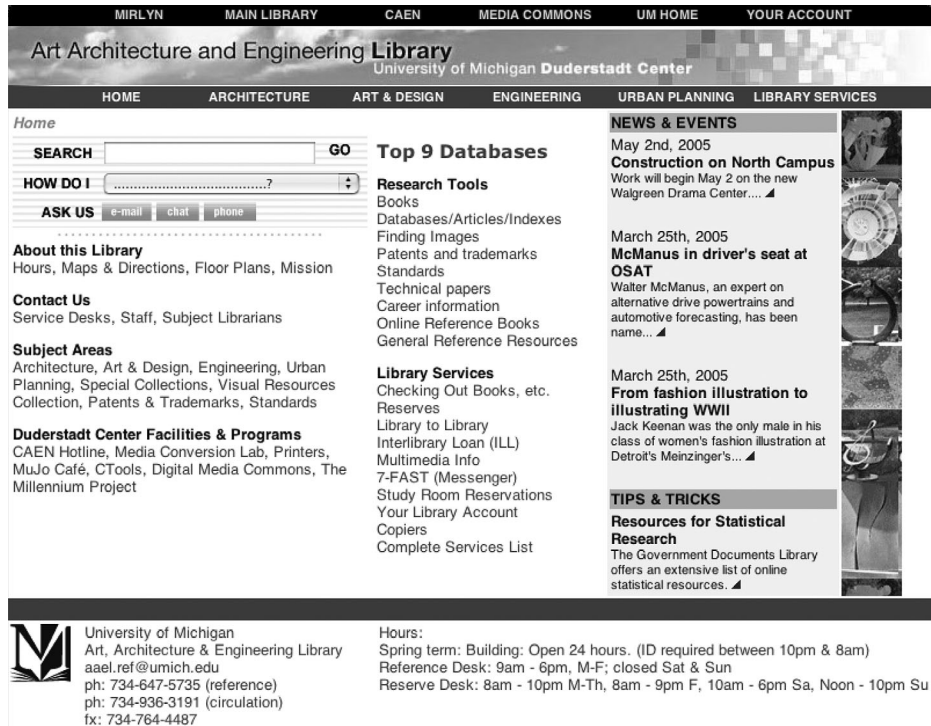 MIRLYN MAIN LIBRARY CAEN MEDIA COMMONS UM HOME YOUR ACCOUNT
Art Architecture and Engineering Library
University of Michigan Duderstadt Center
HOME ARCHITECTURE ART & DESIGN ENGINEERING URBAN PLANNING LIBRARY SERVICES
Home
SEARCH GO
HOW DO I .......................................?
ASK US e-mail chat phone
About this Library
Hours, Maps & Directions, Floor Plans, Mission
Contact Us
Service Desks, Staff, Subject Librarians
Subject Areas
Architecture, Art & Design, Engineering, Urban
Planning, Special Collections, Visual Resources
Collection, Patents & Trademarks, Standards
Duderstadt Center Facilities & Programs
CAEN Hotline, Media Conversion Lab, Printers,
MuJo Café, CTools, Digital Media Commons, The
Millennium Project
Top 9 Databases
Research Tools
Books
Databases/Articles/Indexes
Finding Images
Patents and trademarks
Standards
Technical papers
Career information
Online Reference Books
General Reference Resources
Library Services
Checking Out Books, etc.
Reserves
Library to Library
Interlibrary Loan (ILL)
Multimedia Info
7-FAST (Messenger)
Study Room Reservations
Your Library Account
Copiers
Complete Services List
NEWS & EVENTS
May 2nd, 2005
Construction on North Campus
Work will begin May 2 on the new
Walgreen Drama Center....
March 25th, 2005
McManus in driver's seat at
OSAT
Walter McManus, an expert on
alternative drive powertrains and
automotive forecasting, has been
name...
March 25th, 2005
From fashion illustration to
illustrating WWII
Jack Keenan was the only male in his
class of women's fashion illustration at
Detroit's Meinzinger's...
TIPS & TRICKS
Resources for Statistical
Research
The Government Documents Library
offers an extensive list of online
statistical resources.
University of Michigan
Art, Architecture & Engineering Library
aael.ref@umich.edu
ph: 734-647-5735 (reference)
ph: 734-936-3191 (circulation)
fx: 734-764-4487
Hours:
Spring term: Building: Open 24 hours. (ID required between 10pm & 8am)
Reference Desk: 9am - 6pm, M-F; closed Sat & Sun
Reserve Desk: 8am - 10pm M-Th, 8am - 9pm F, 10am - 6pm Sa, Noon - 10pm Su